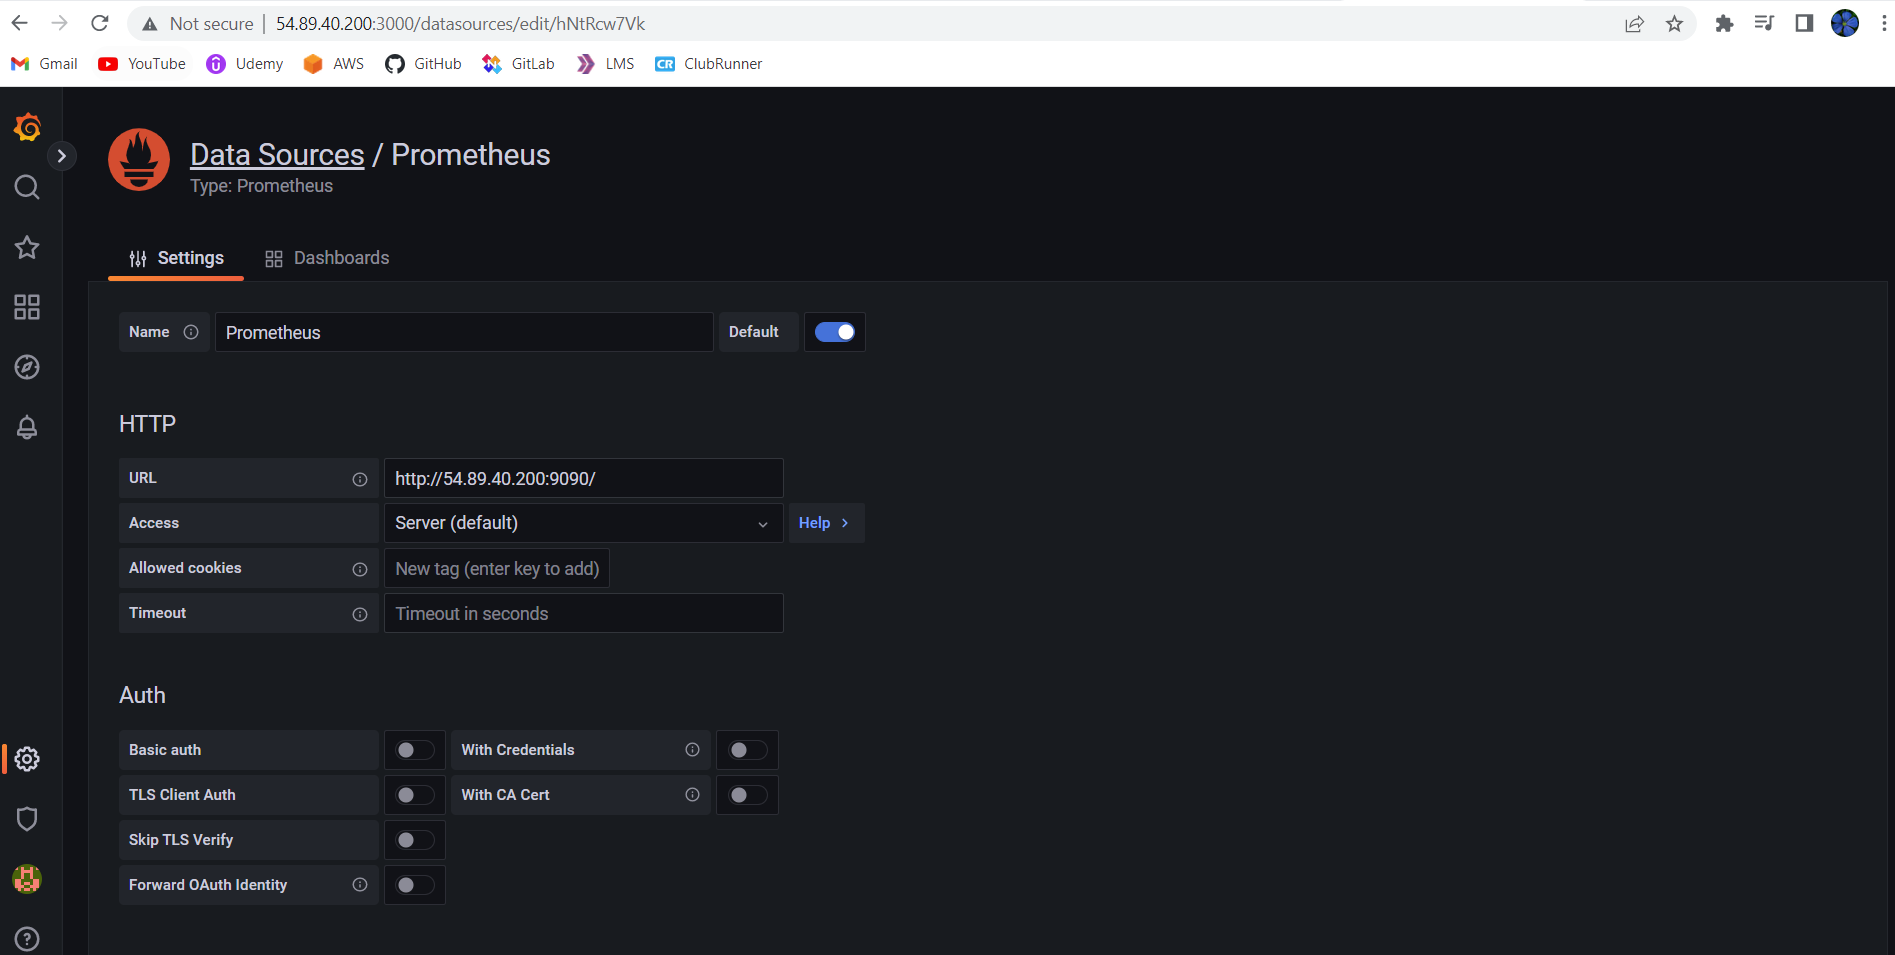 Not secure | 54.89.40.200:3000/datasources/edit/hNtRcw7Vk
Gmail YouTube Udemy AWS GitHub GitLab LMS CR ClubRunner
Data Sources / Prometheus
Type: Prometheus
Settings Dashboards
Name Prometheus Default
HTTP
URL http://54.89.40.200:9090/
Access Server (default) Help
Allowed cookies New tag (enter key to add)
Timeout Timeout in seconds
Auth
Basic auth With Credentials
TLS Client Auth With CA Cert
Skip TLS Verify
Forward OAuth Identity